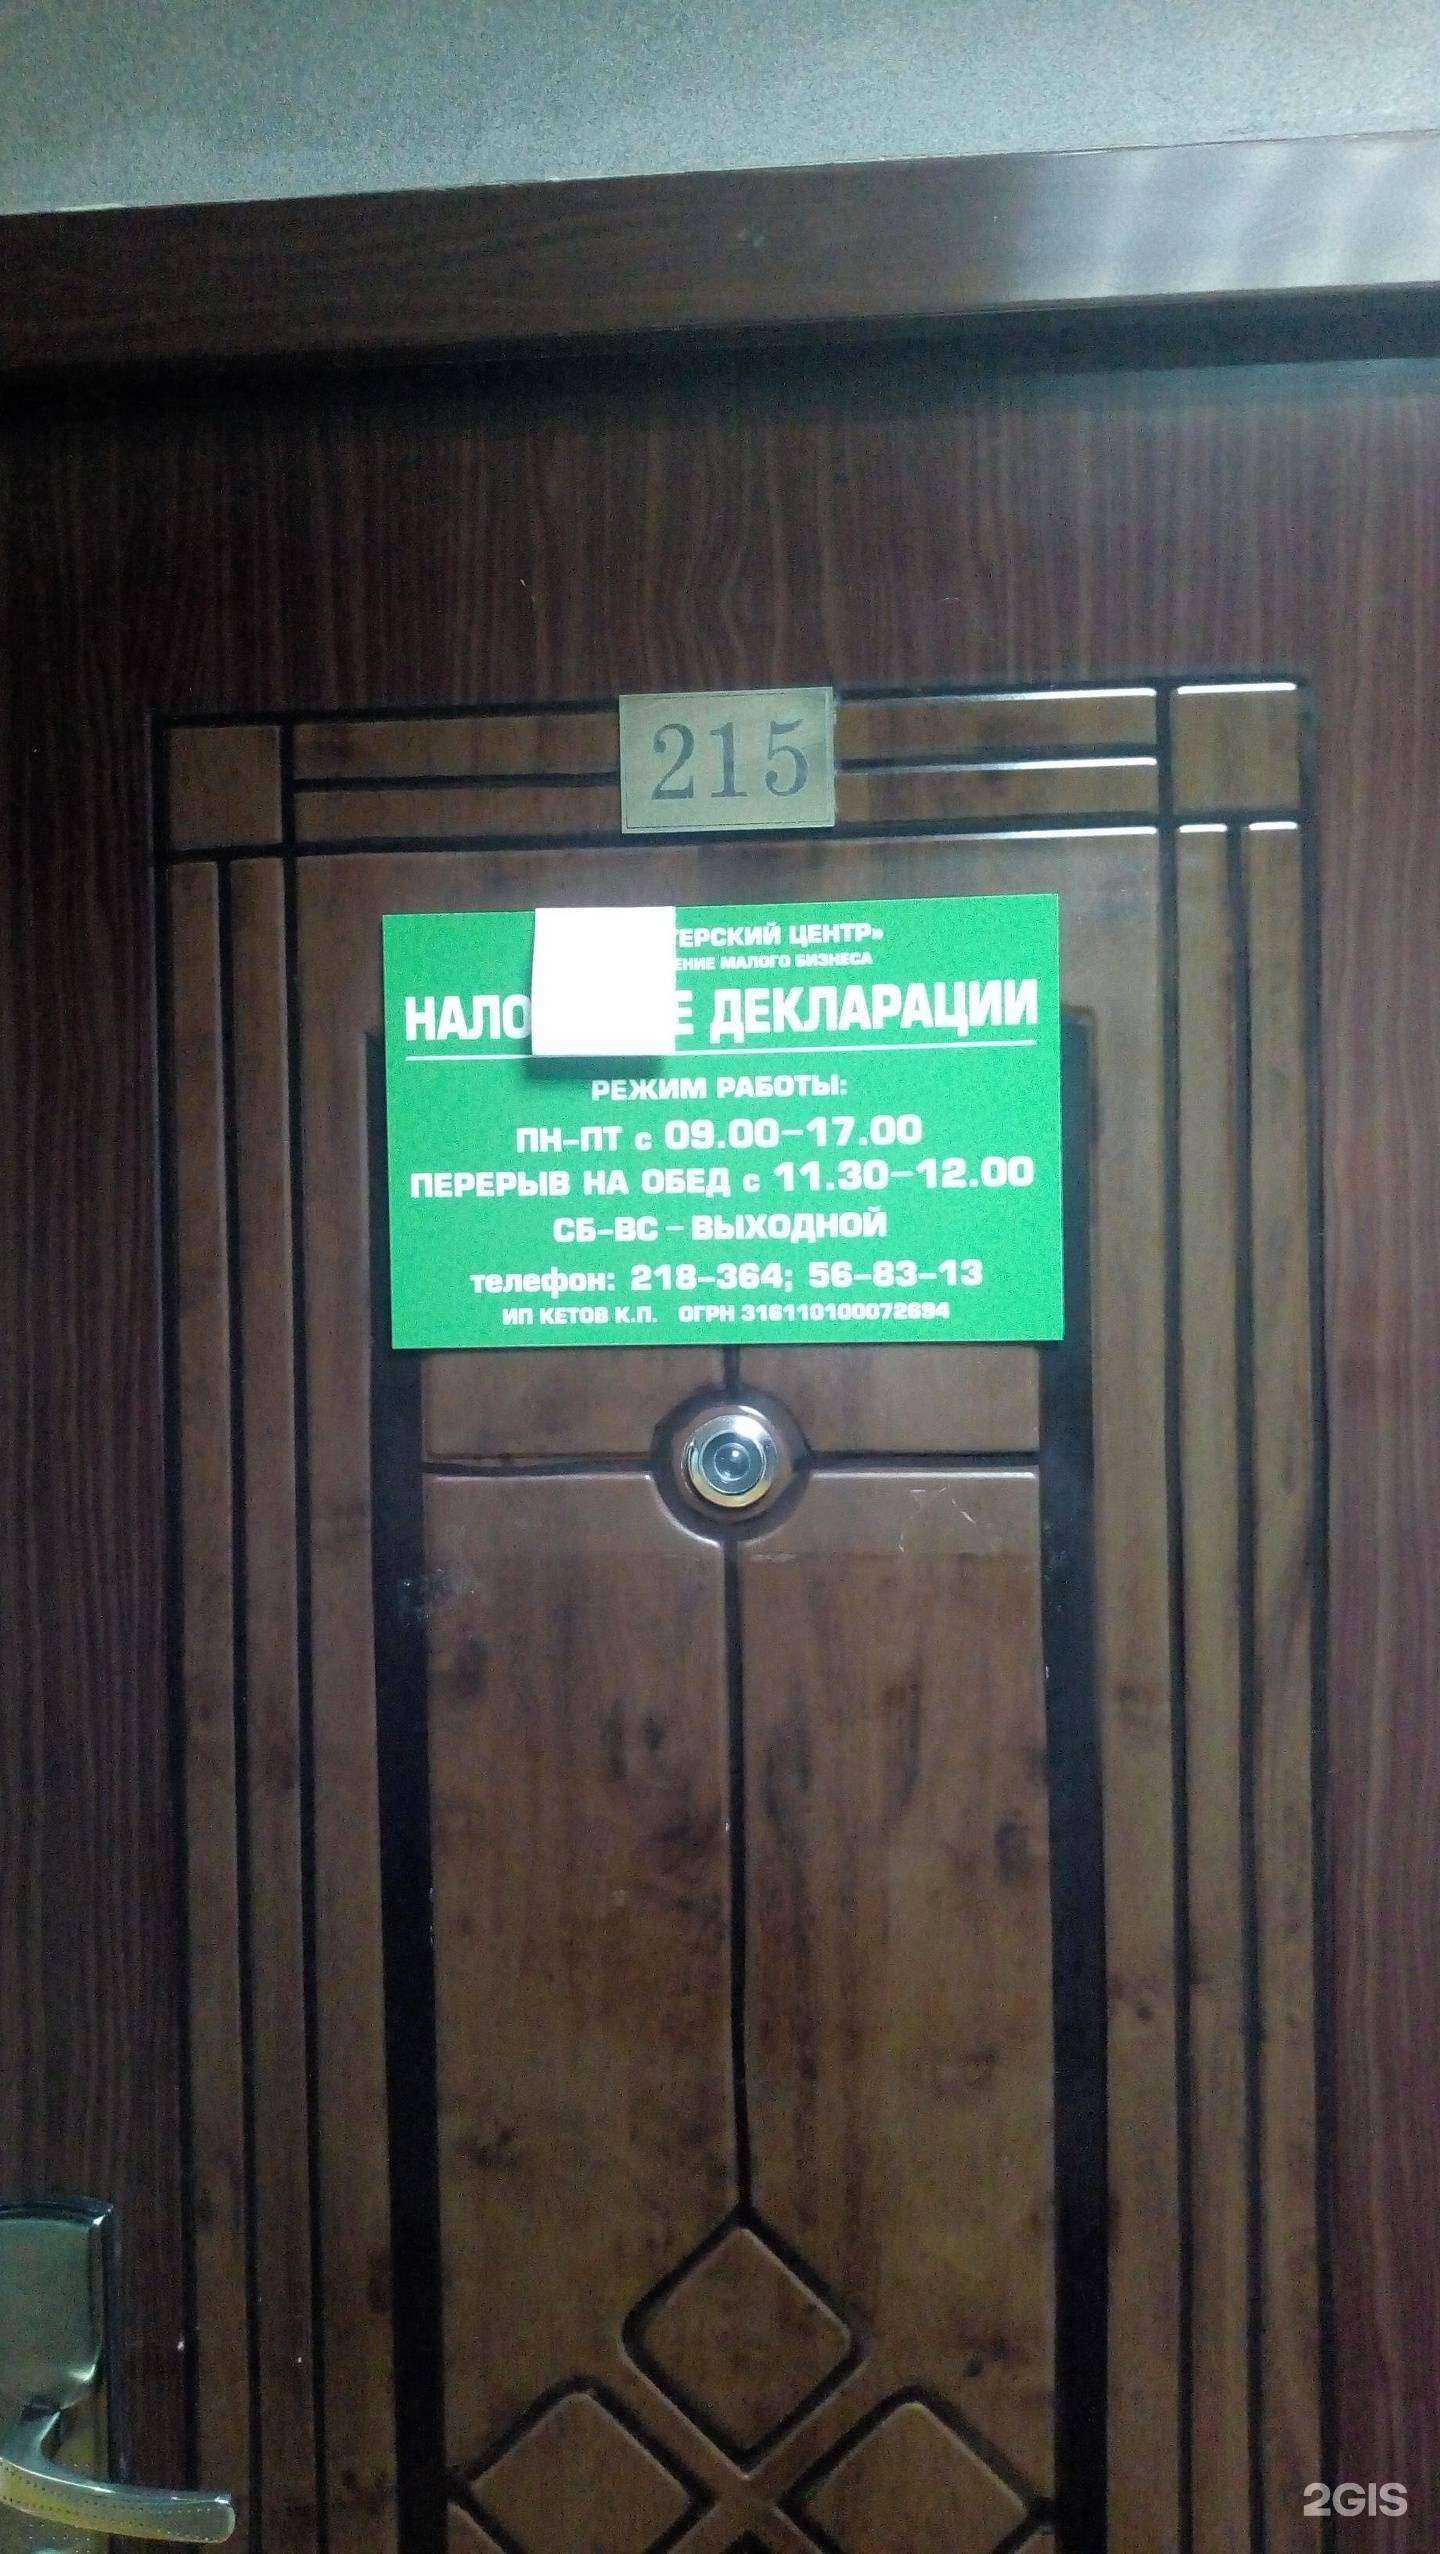 215
ТЕРСКИЙ ЦЕНТР»
ЕНИЕ МАЛОГО БИЗНЕСА
НАЛО Е ДЕКЛАРАЦИИ
РЕЖИМ РАБОТЫ:
ПН-ПТ с 09.00-17.00
ПЕРЕРЫВ НА ОБЕД с 11.30-12.00
СБ-ВС - ВЫХОДНОЙ
телефон: 218-364; 56-83-13
ИП КЕТОВ К.П. ОГРН 316110100072694
2GIS